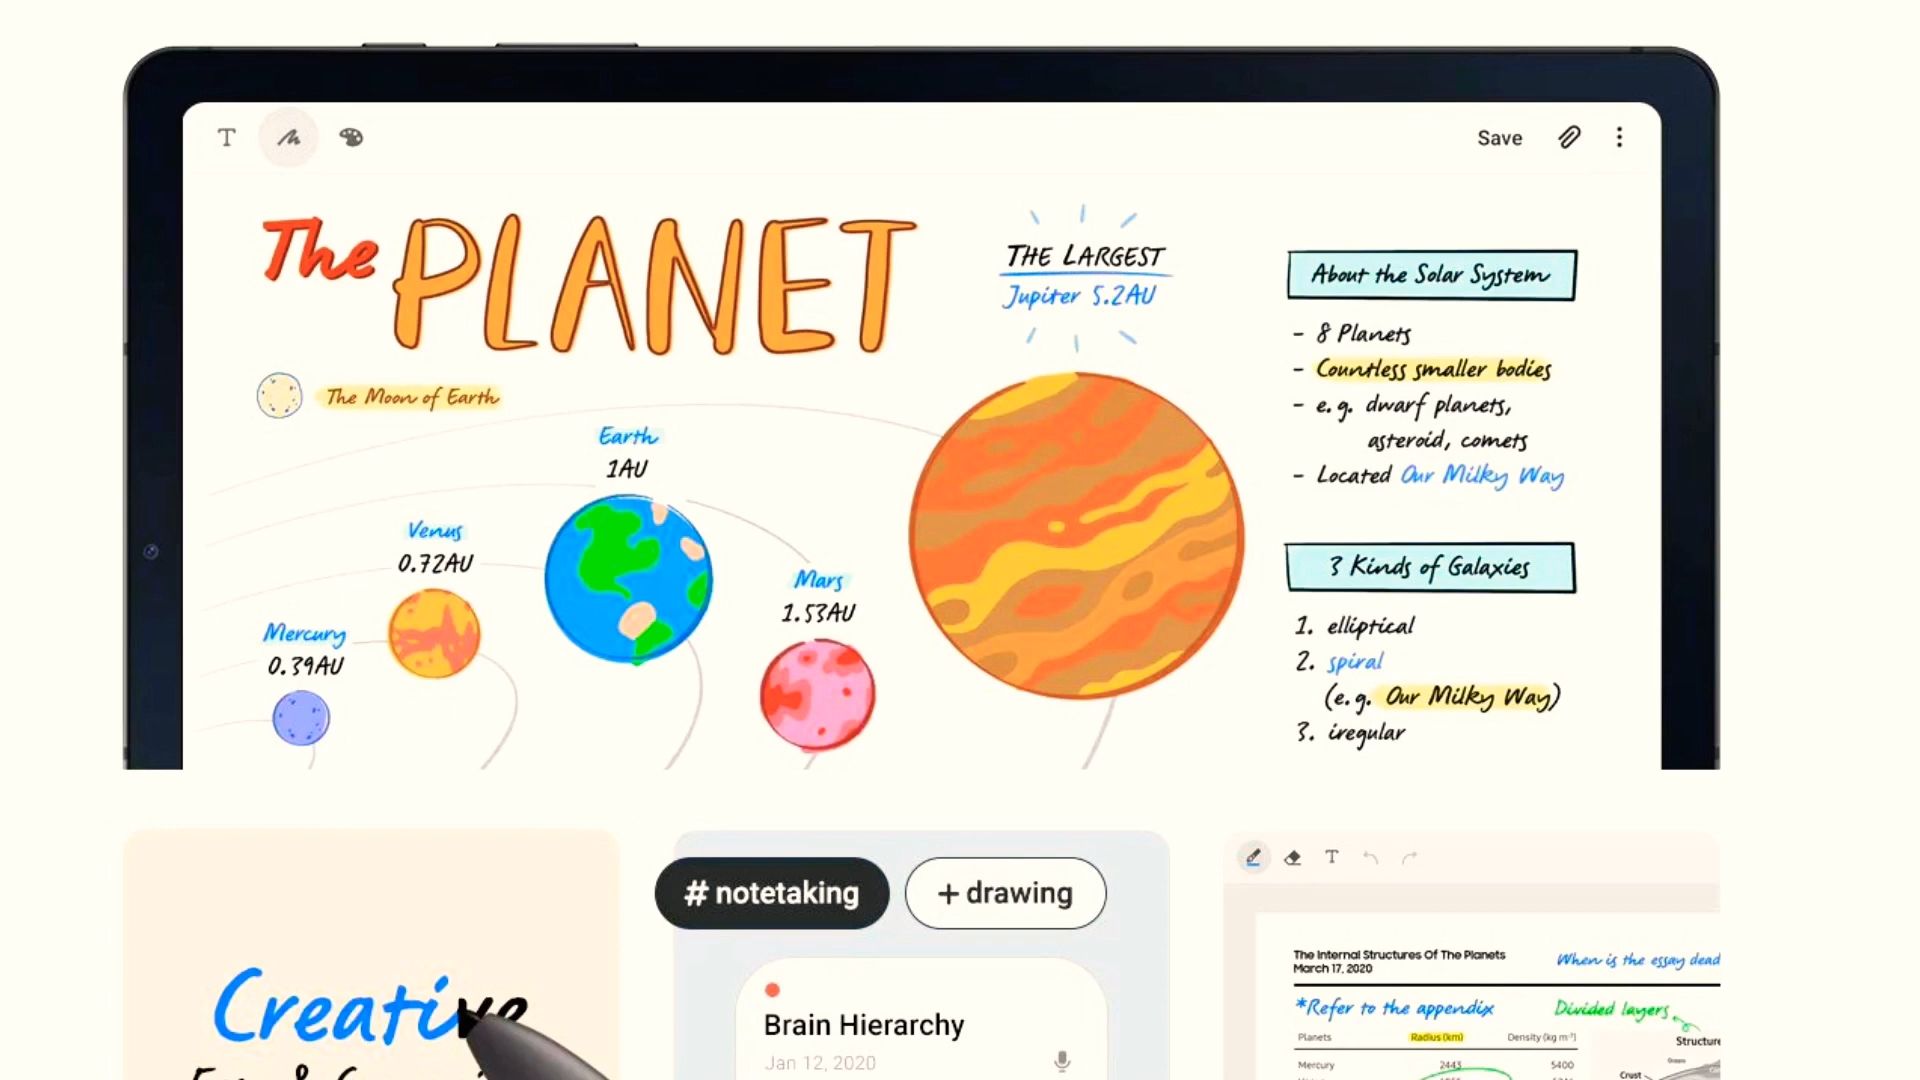 T
Save
The PLANET
THE LARGEST
Jupiter 5.2AU
The Moon of Earth
Earth
1AU
Venus
0.72AU
Mars
1.53AU
Mercury
0.39AU
About the Solar System
- 8 Planets
- Countless smaller bodies
- e.g. dwarf planets,
asteroid, comets
- Located Our Milky Way
3 Kinds of Galaxies
1. elliptical
2. spiral
(e.g. Our Milky Way)
3. iregular
Creative
# notetaking
+ drawing
Brain Hierarchy
Jan 12, 2020
T
The Internal Structures Of The Planets
March 17, 2020
When is the essay dead
*Refer to the appendix
Divided layers
Planets Radius (km) Density (kg m⁻³)
Structure
Mercury 2443 5400
Crust